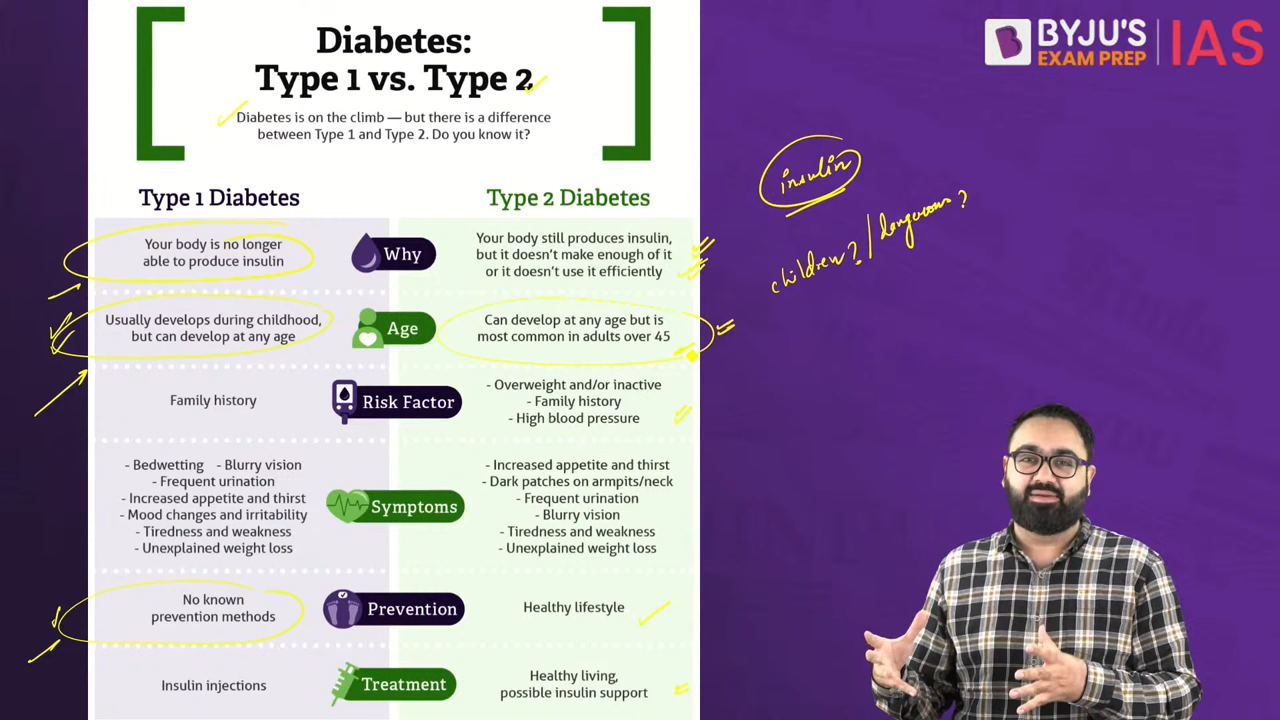 Diabetes:
Type 1 vs. Type 2
Diabetes is on the climb — but there is a difference
between Type 1 and Type 2. Do you know it?
BYJU'S
EXAM PREP
IAS
insulin
children? / dangerous?
Type 1 Diabetes
Type 2 Diabetes
Your body is no longer
able to produce insulin
Why
Your body still produces insulin,
but it doesn't make enough of it
or it doesn't use it efficiently
Usually develops during childhood,
but can develop at any age
Age
Can develop at any age but is
most common in adults over 45
Family history
Risk Factor
- Overweight and/or inactive
- Family history
- High blood pressure
- Bedwetting - Blurry vision
- Frequent urination
- Increased appetite and thirst
- Mood changes and irritability
- Tiredness and weakness
- Unexplained weight loss
Symptoms
- Increased appetite and thirst
- Dark patches on armpits/neck
- Frequent urination
- Blurry vision
- Tiredness and weakness
- Unexplained weight loss
No known
prevention methods
Prevention
Healthy lifestyle
Insulin injections
Treatment
Healthy living,
possible insulin support